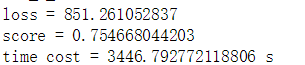 loss = 851.261052837
score = 0.754668044203
time cost = 3446.792772118806 s